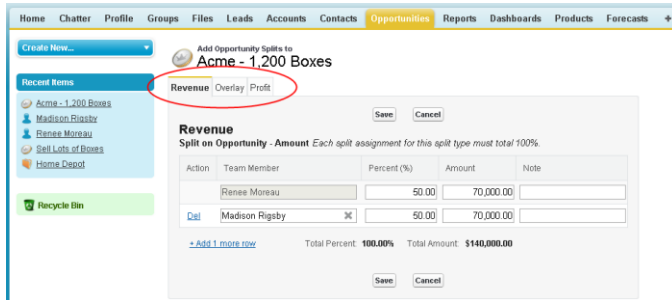 Home Chatter Profile Groups Files Leads Accounts Contacts Opportunities Reports Dashboards Products Forecasts +
Create New...
Recent Items
Acme - 1,200 Boxes
Madison Rigsby
Renee Moreau
Sell Lots of Boxes
Home Depot
Recycle Bin
Add Opportunity Splits to
Acme - 1,200 Boxes
Revenue Overlay Profit
Save Cancel
Revenue
Split on Opportunity - Amount Each split assignment for this split type must total 100%.
Action Team Member Percent (%) Amount Note
Renee Moreau 50.00 70,000.00
Del Madison Rigsby 50.00 70,000.00
+ Add 1 more row Total Percent: 100.00% Total Amount: $140,000.00
Save Cancel